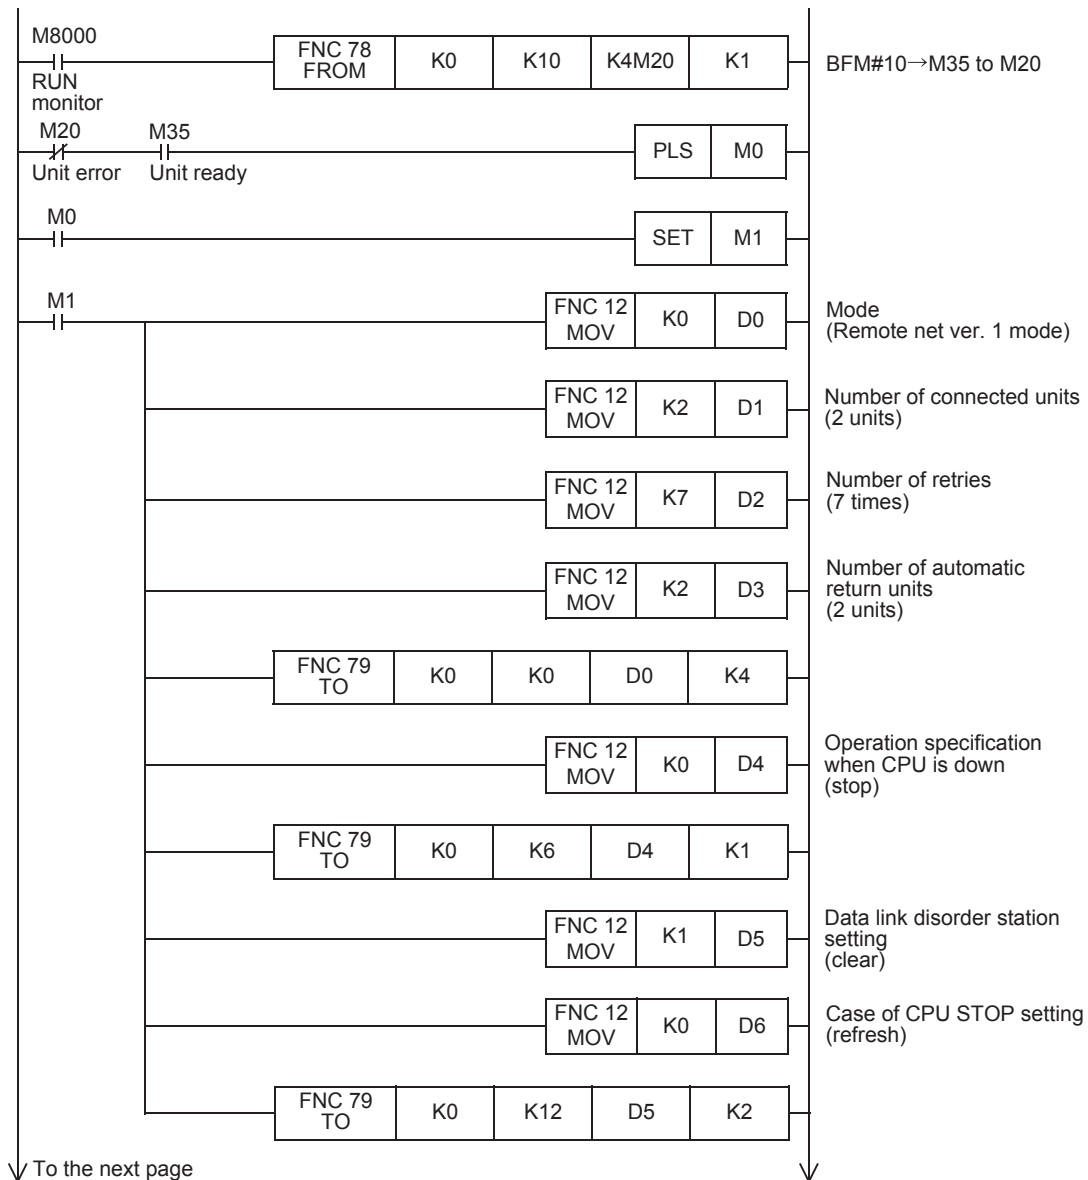 M8000
RUN
monitor
FNC 78
FROM
K0
K10
K4M20
K1
BFM#10→M35 to M20
M20
Unit error
M35
Unit ready
PLS
M0
M0
SET
M1
M1
FNC 12
MOV
K0
D0
Mode
(Remote net ver. 1 mode)
FNC 12
MOV
K2
D1
Number of connected units
(2 units)
FNC 12
MOV
K7
D2
Number of retries
(7 times)
FNC 12
MOV
K2
D3
Number of automatic
return units
(2 units)
FNC 79
TO
K0
K0
D0
K4
FNC 12
MOV
K0
D4
Operation specification
when CPU is down
(stop)
FNC 79
TO
K0
K6
D4
K1
FNC 12
MOV
K1
D5
Data link disorder station
setting
(clear)
FNC 12
MOV
K0
D6
Case of CPU STOP setting
(refresh)
FNC 79
TO
K0
K12
D5
K2
To the next page